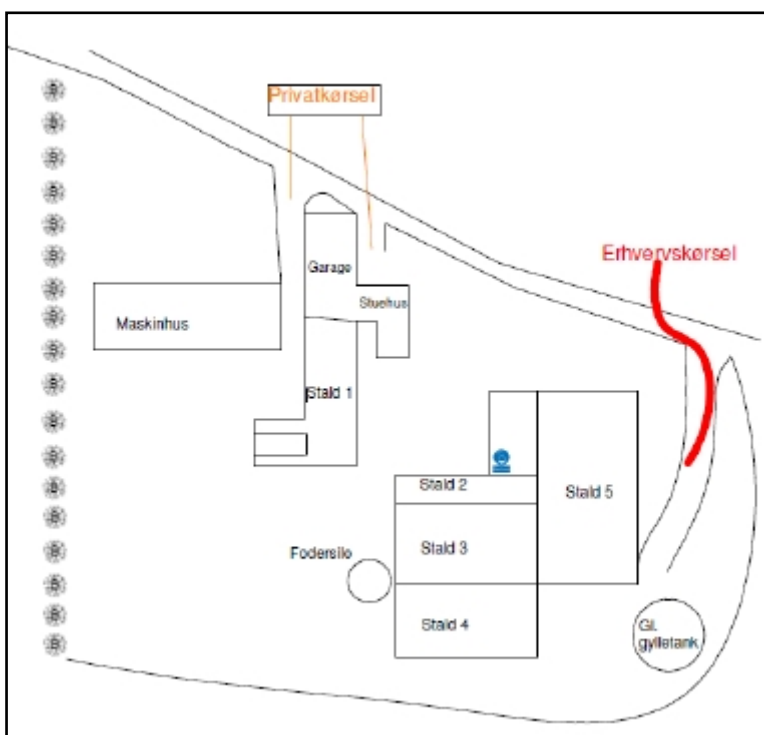 Privatkørsel
Erhvervskørsel
Garage
Stuehus
Maskinhus
Stald 1
Stald 2
Stald 5
Stald 3
Fodersilo
Stald 4
Gl.
gylletank